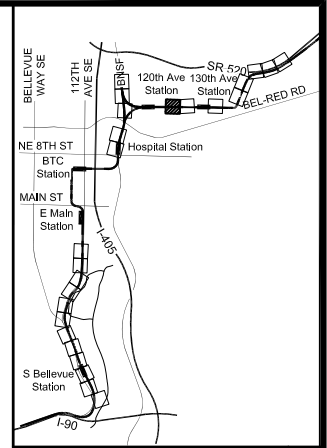 BELLEVUE
WAY SE
112TH
AVE SE
BNSF
SR-520
120th Ave
Station
130th Ave
Station
BEL-RED RD
NE 8TH ST
Hospital Station
BTC
Station
MAIN ST
E Main
Station
I-405
S Bellevue
Station
I-90